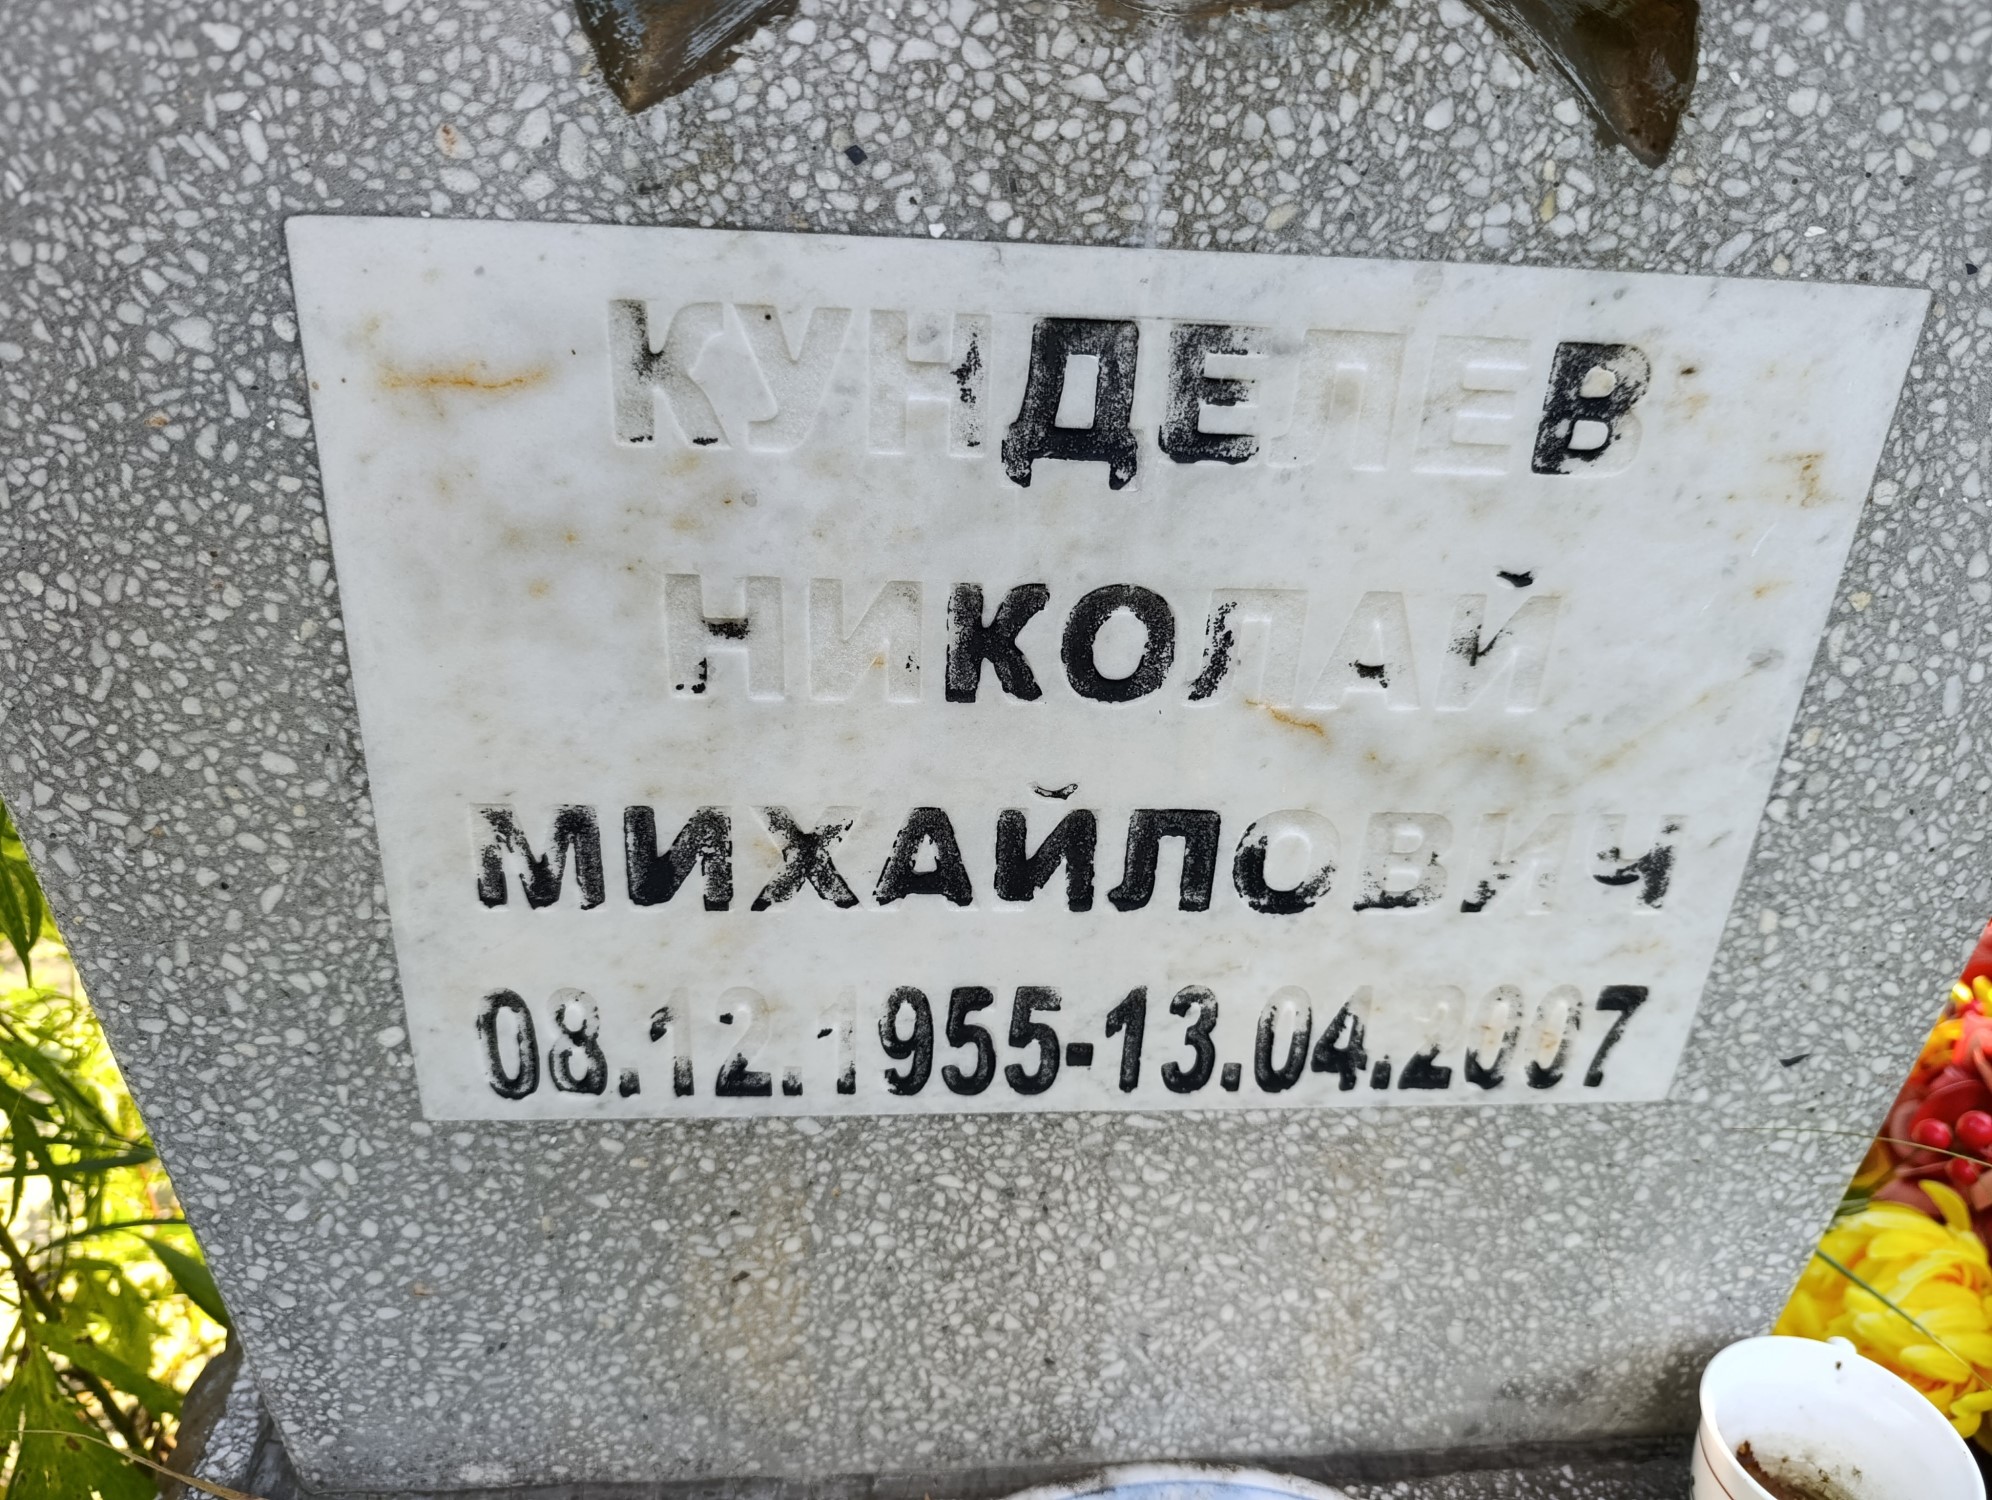 КУНДЕЛЕВ
НИКОЛАЙ
МИХАЙЛОВИЧ
08.12.1955-13.04.2007